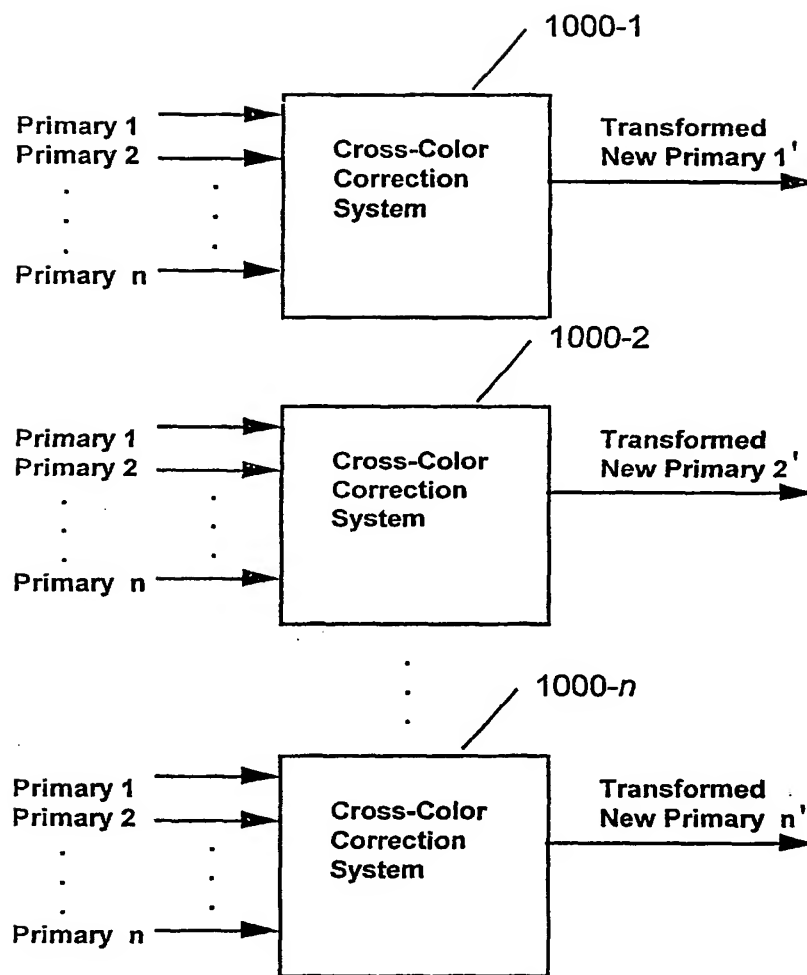 1000-1
Primary 1
Primary 2
Primary n
Cross-Color
Correction
System
Transformed
New Primary 1'
1000-2
Primary 1
Primary 2
Primary n
Cross-Color
Correction
System
Transformed
New Primary 2'
1000-n
Primary 1
Primary 2
Primary n
Cross-Color
Correction
System
Transformed
New Primary n'